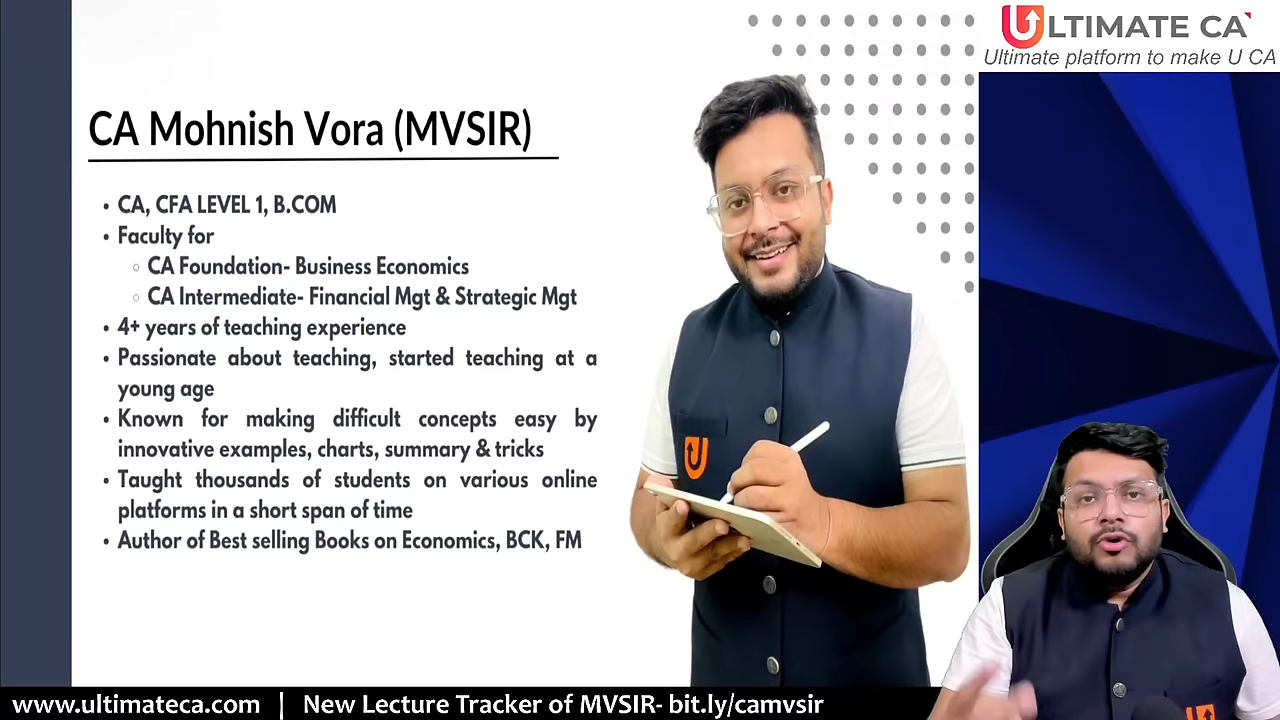 ULTIMATE CA
Ultimate platform to make U CA
CA Mohnish Vora (MVSIR)
• CA, CFA LEVEL 1, B.COM
• Faculty for
○ CA Foundation- Business Economics
○ CA Intermediate- Financial Mgt & Strategic Mgt
• 4+ years of teaching experience
• Passionate about teaching, started teaching at a
young age
• Known for making difficult concepts easy by
innovative examples, charts, summary & tricks
• Taught thousands of students on various online
platforms in a short span of time
• Author of Best selling Books on Economics, BCK, FM
www.ultimateca.com | New Lecture Tracker of MVSIR- bit.ly/camvsir